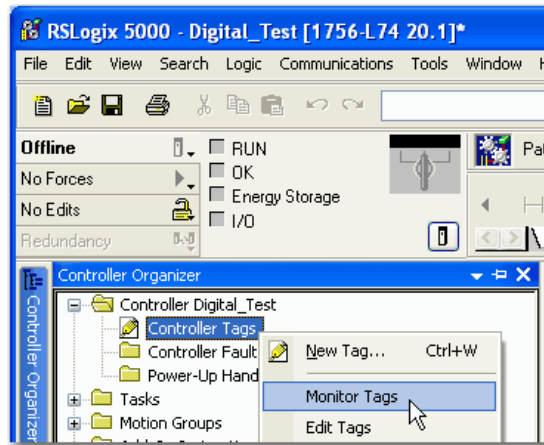 RSLogix 5000 - Digital_Test [1756-L74 20.1]*
File Edit View Search Logic Communications Tools Window
Offline
RUN
No Forces
OK
Energy Storage
No Edits
I/O
Redundancy
Controller Organizer
Controller Organizer
Controller Digital_Test
Controller Tags
Controller Fault
Power-Up Hand
Tasks
Motion Groups
New Tag... Ctrl+W
Monitor Tags
Edit Tags